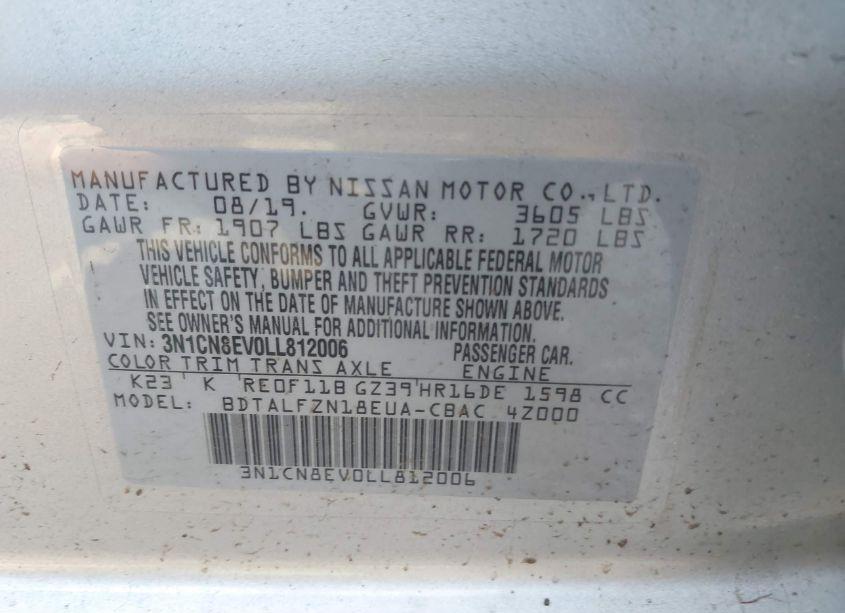 MANUFACTURED BY NISSAN MOTOR CO., LTD.
DATE: 08/19. GVWR: 3605 LBS
GAWR FR: 1907 LBS GAWR RR: 1720 LBS
THIS VEHICLE CONFORMS TO ALL APPLICABLE FEDERAL MOTOR
VEHICLE SAFETY, BUMPER AND THEFT PREVENTION STANDARDS
IN EFFECT ON THE DATE OF MANUFACTURE SHOWN ABOVE.
SEE OWNER'S MANUAL FOR ADDITIONAL INFORMATION.
VIN: 3N1CN8EV0LL812006 PASSENGER CAR.
COLOR TRIM TRANS AXLE ENGINE
K23 K RE0F11B GZ39 HR16DE 1598 CC
MODEL: BDTALFZN18EUA-CBAC 4Z000
3N1CN8EV0LL812006